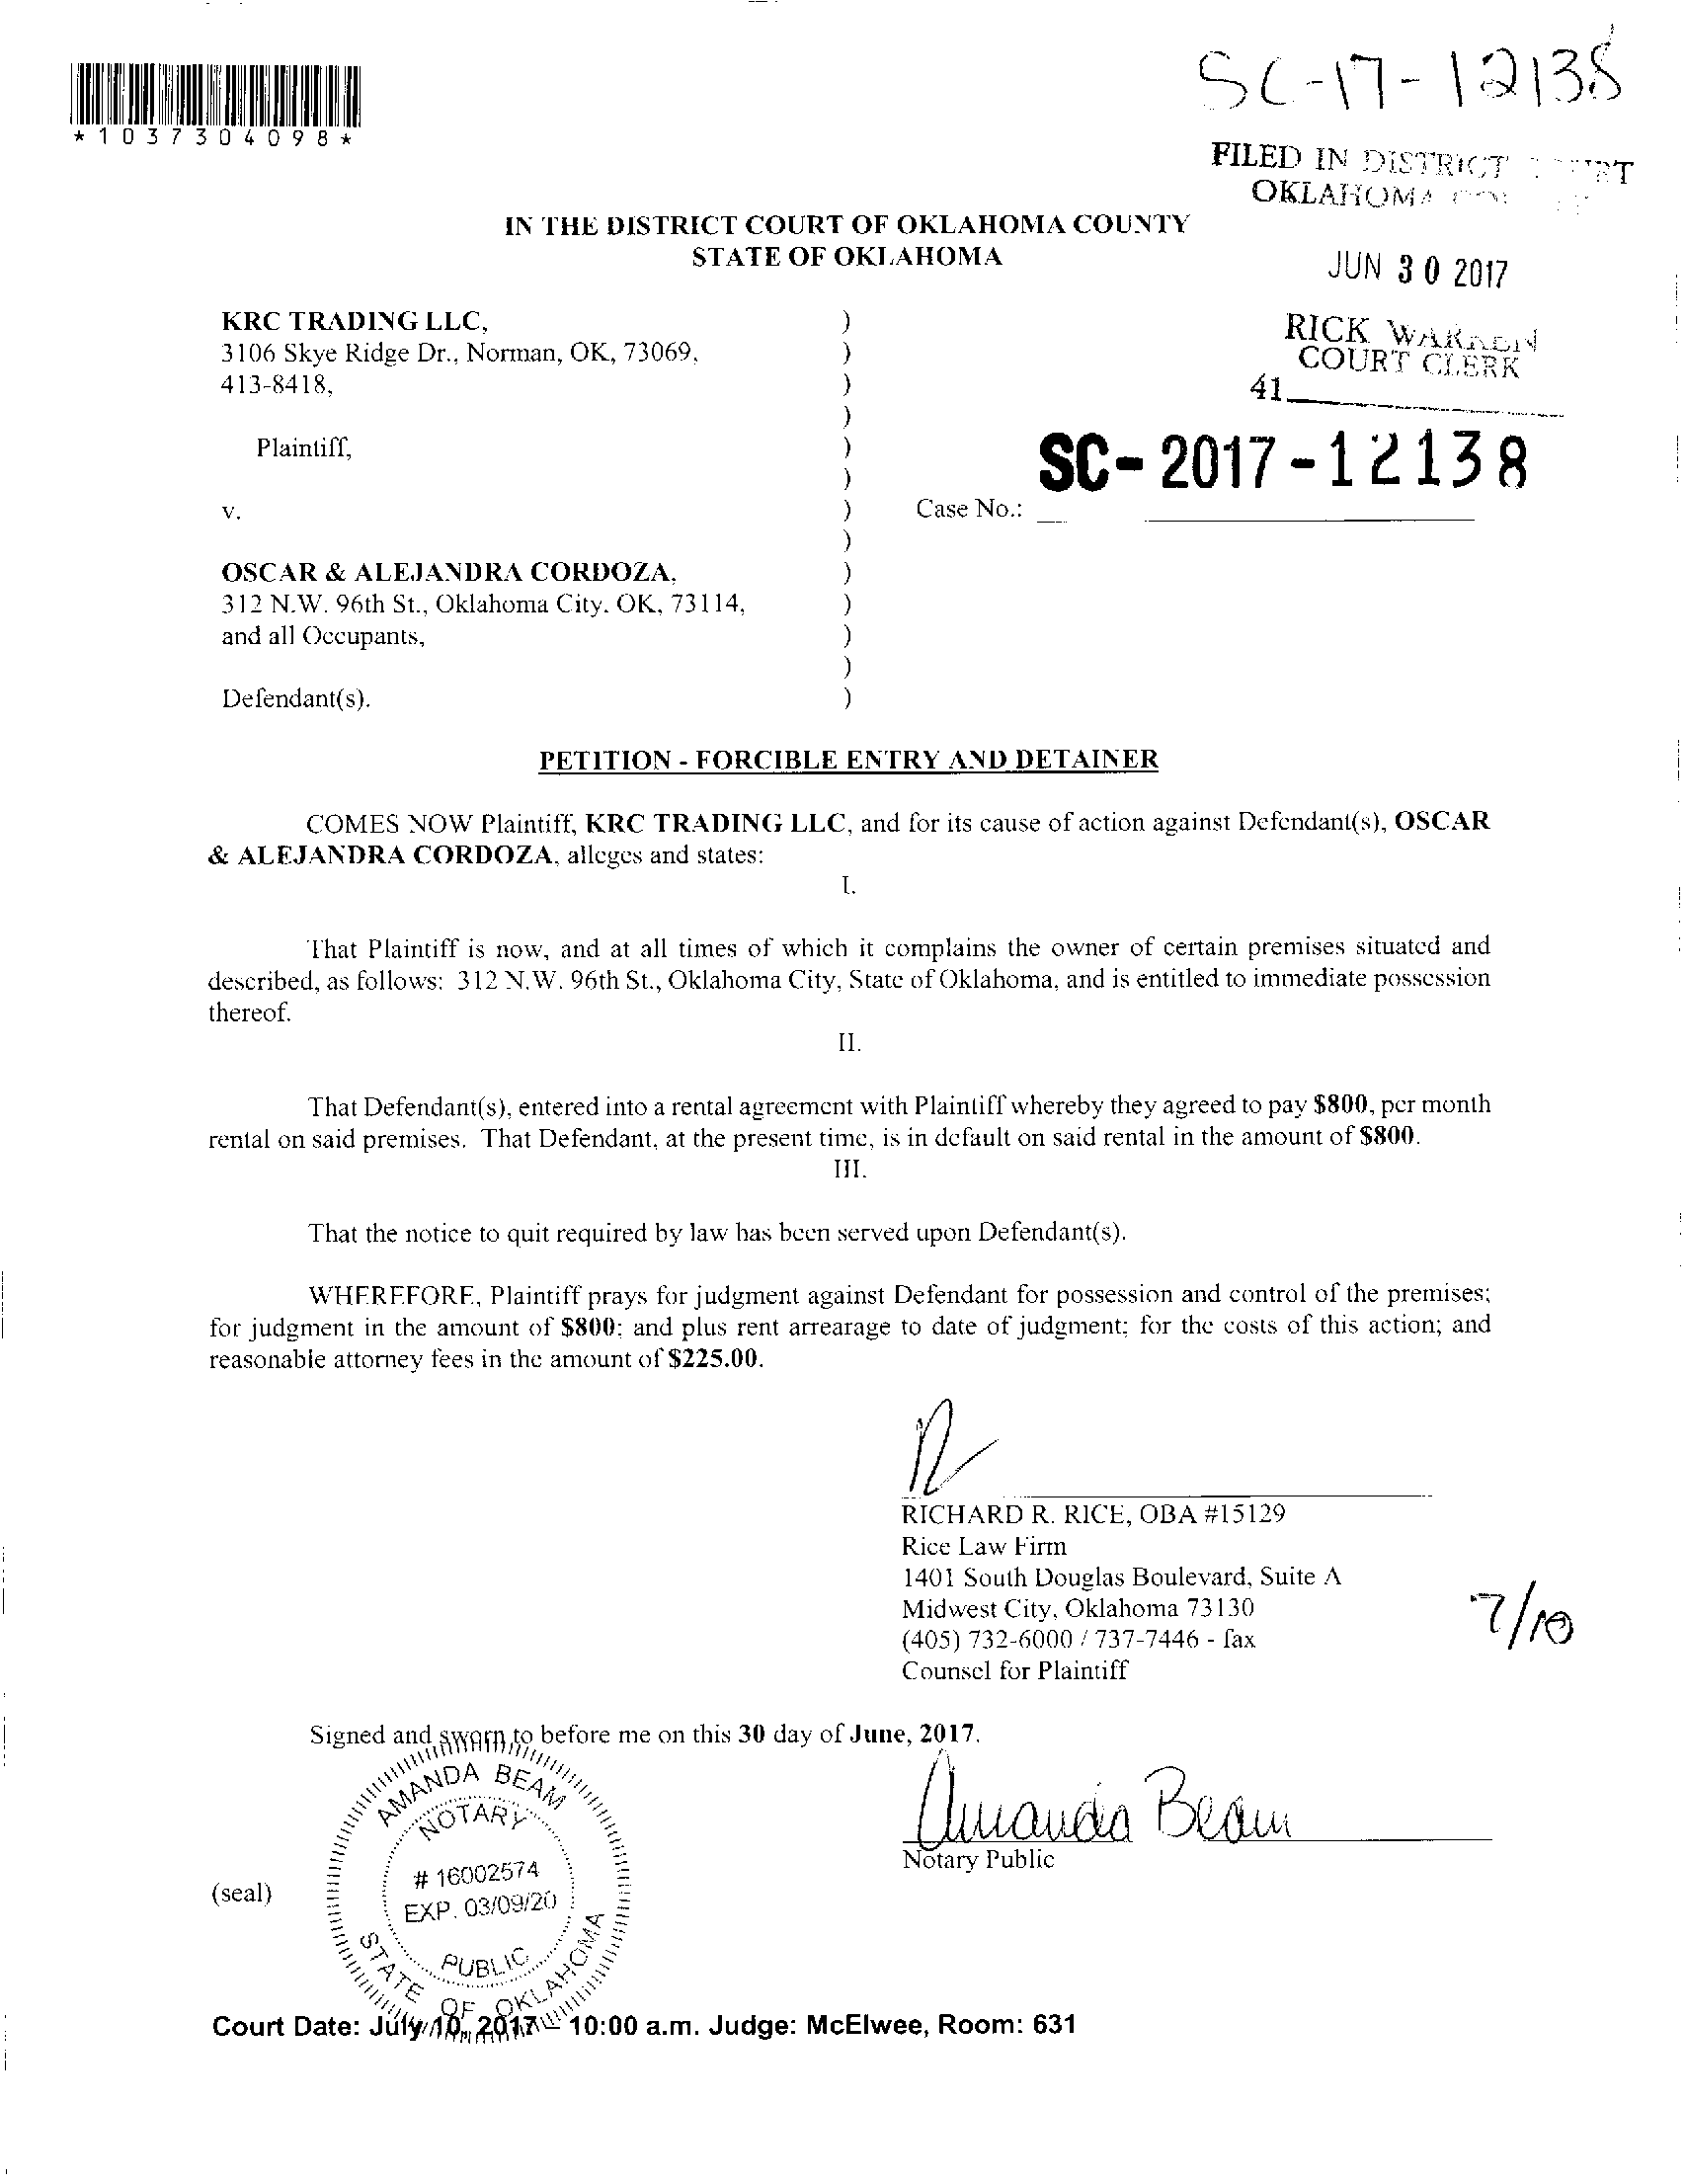 SC-17-12138
*1037304098*
FILED IN DISTRICT
OKLAHOMA
IN THE DISTRICT COURT OF OKLAHOMA COUNTY
STATE OF OKLAHOMA
JUN 30 2017
KRC TRADING LLC, )
3106 Skye Ridge Dr., Norman, OK, 73069, )
413-8418, )
)
Plaintiff, )
)
v. )
)
OSCAR & ALEJANDRA CORDOZA, )
312 N.W. 96th St., Oklahoma City, OK, 73114, )
and all Occupants, )
)
Defendant(s). )
RICK WARREN
COURT CLERK
41
SC-2017-12138
Case No.:
PETITION - FORCIBLE ENTRY AND DETAINER
COMES NOW Plaintiff, KRC TRADING LLC, and for its cause of action against Defendant(s), OSCAR
& ALEJANDRA CORDOZA, alleges and states:
I.
That Plaintiff is now, and at all times of which it complains the owner of certain premises situated and
described, as follows: 312 N.W. 96th St., Oklahoma City, State of Oklahoma, and is entitled to immediate possession
thereof.
II.
That Defendant(s), entered into a rental agreement with Plaintiff whereby they agreed to pay $800, per month
rental on said premises. That Defendant, at the present time, is in default on said rental in the amount of $800.
III.
That the notice to quit required by law has been served upon Defendant(s).
WHEREFORE, Plaintiff prays for judgment against Defendant for possession and control of the premises;
for judgment in the amount of $800; and plus rent arrearage to date of judgment; for the costs of this action; and
reasonable attorney fees in the amount of $225.00.
RICHARD R. RICE, OBA #15129
Rice Law Firm
1401 South Douglas Boulevard, Suite A
Midwest City, Oklahoma 73130
(405) 732-6000 / 737-7446 - fax
Counsel for Plaintiff
7/10
Signed and sworn to before me on this 30 day of June, 2017.
Amanda Beam
Notary Public
(seal)
AMANDA BEAM
NOTARY
# 16002574
EXP. 03/09/20
PUBLIC
STATE OF OKLAHOMA
Court Date: July 10, 2017 - 10:00 a.m. Judge: McElwee, Room: 631